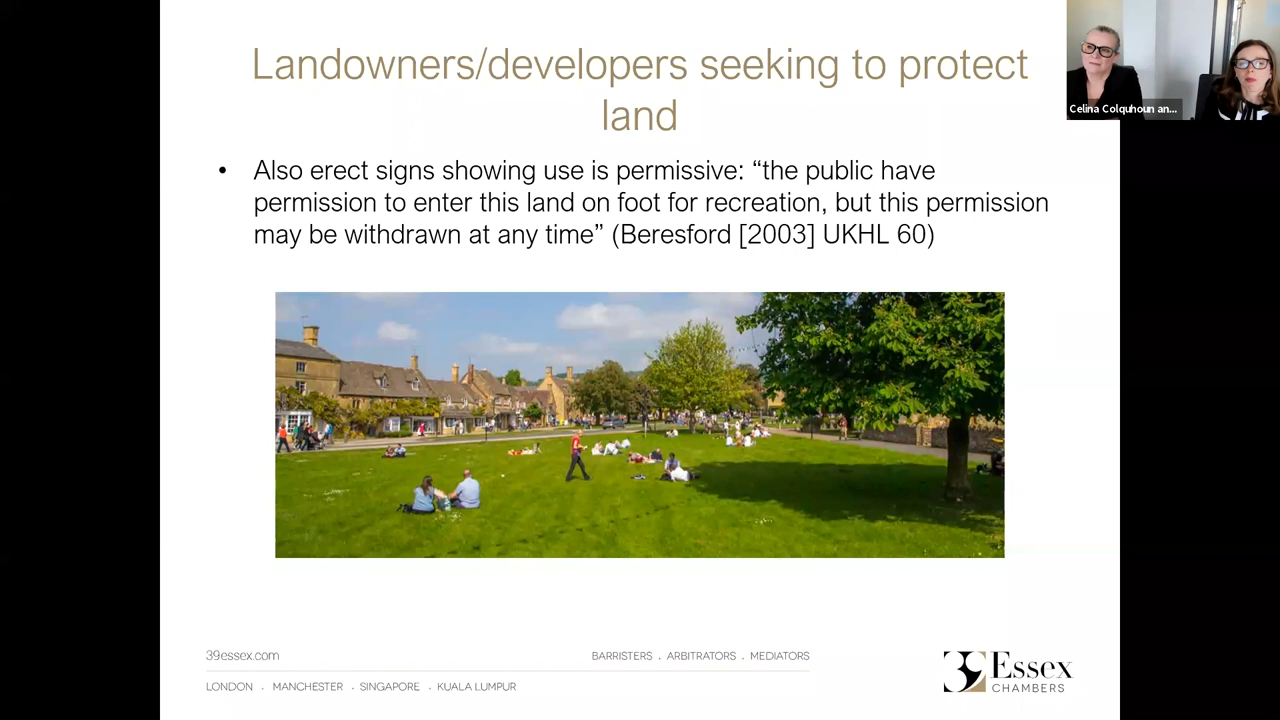 Landowners/developers seeking to protect
land
• Also erect signs showing use is permissive: “the public have
permission to enter this land on foot for recreation, but this permission
may be withdrawn at any time” (Beresford [2003] UKHL 60)
Celina Colquhoun an...
39essex.com
BARRISTERS . ARBITRATORS . MEDIATORS
LONDON . MANCHESTER . SINGAPORE . KUALA LUMPUR
39 Essex
CHAMBERS